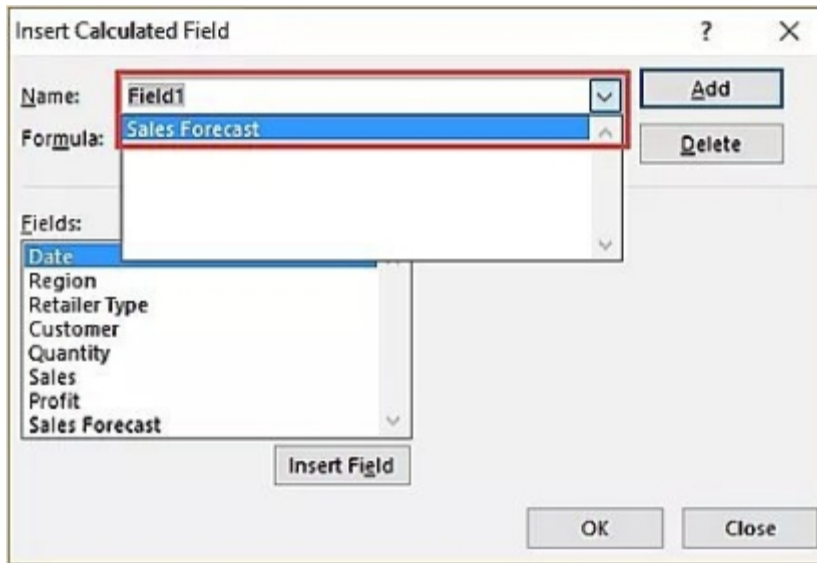 Insert Calculated Field ?
Name: Field1 Add
Sales Forecast
Formula: Delete
Fields:
Date
Region
Retailer Type
Customer
Quantity
Sales
Profit
Sales Forecast
Insert Field
OK Close